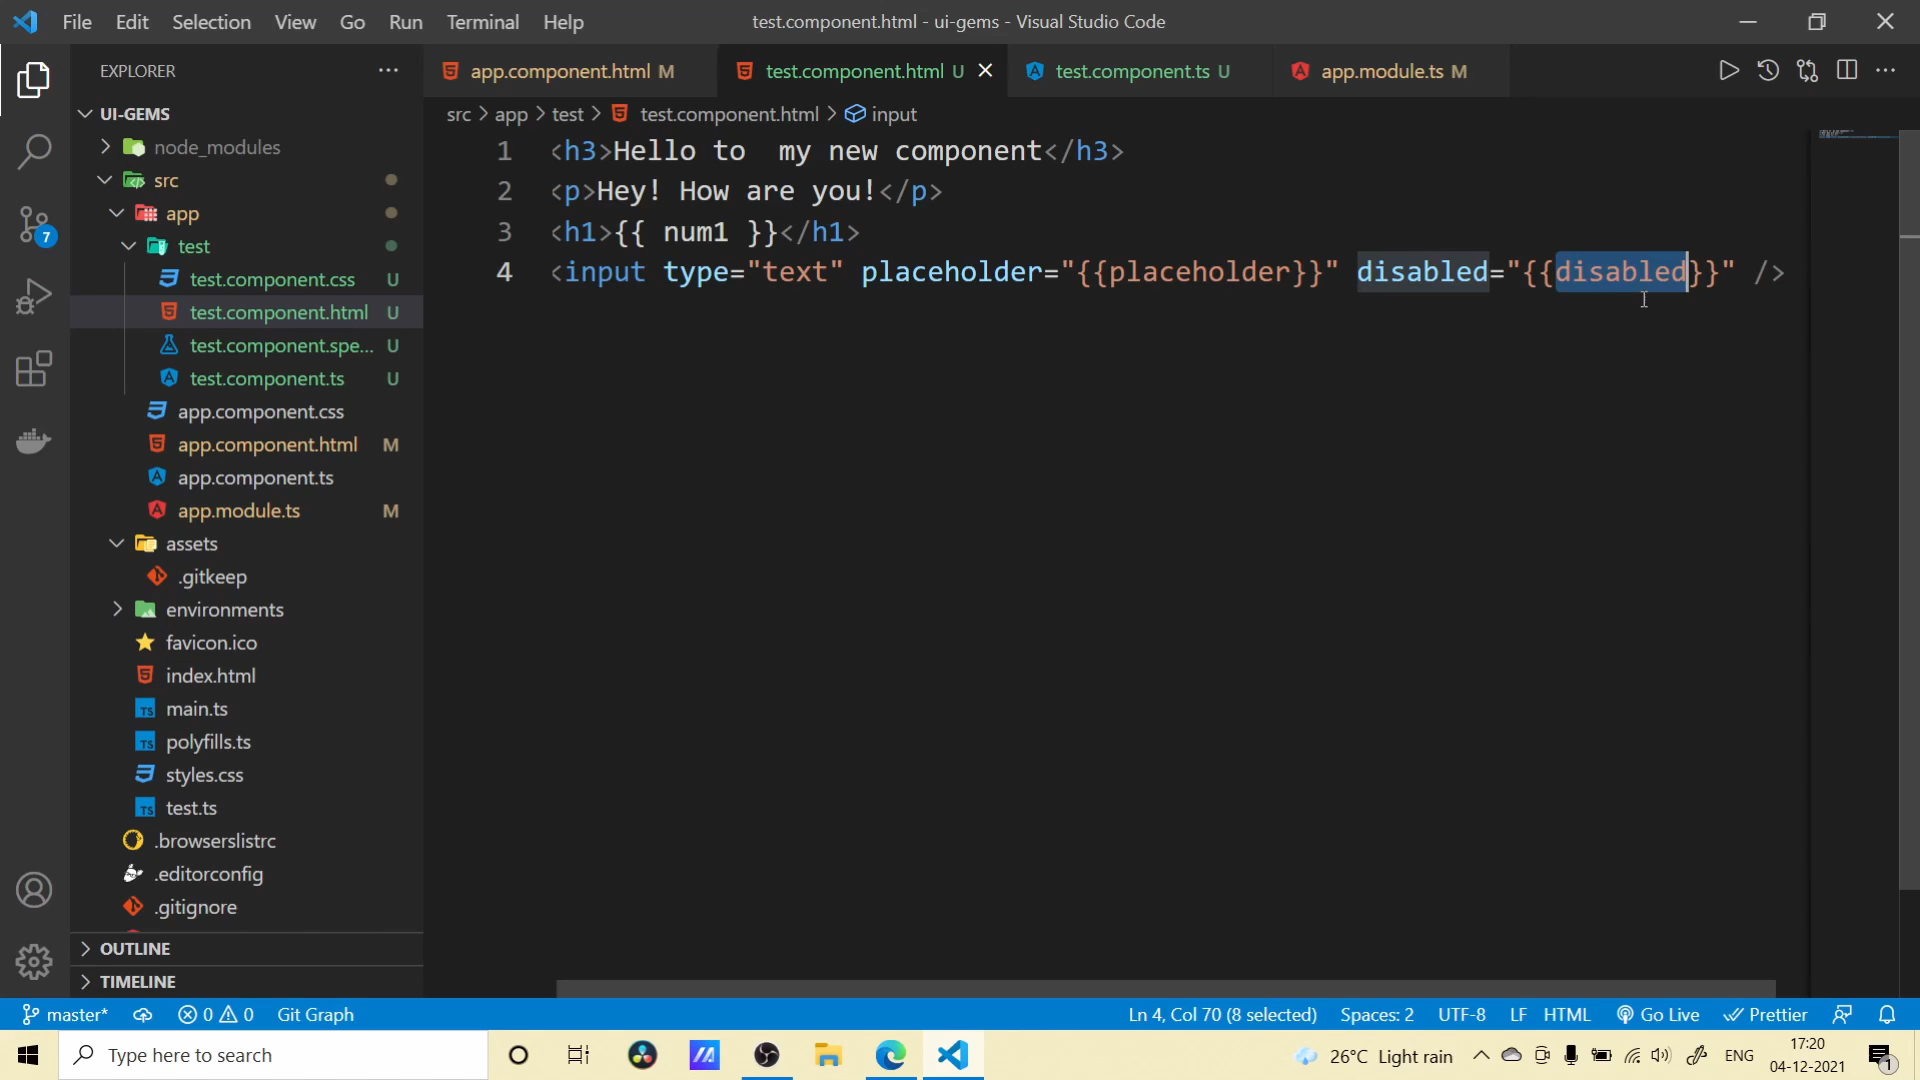 File Edit Selection View Go Run Terminal Help
test.component.html - ui-gems - Visual Studio Code
EXPLORER
app.component.html M
test.component.html U
test.component.ts U
app.module.ts M
UI-GEMS
src > app > test > test.component.html > input
node_modules
src
app
test
test.component.css U
test.component.html U
test.component.spe... U
test.component.ts U
app.component.css
app.component.html M
app.component.ts
app.module.ts M
assets
.gitkeep
environments
favicon.ico
index.html
main.ts
polyfills.ts
styles.css
test.ts
.browserslistrc
.editorconfig
.gitignore
OUTLINE
TIMELINE
7
1 <h3>Hello to  my new component</h3>
2 <p>Hey! How are you!</p>
3 <h1>{{ num1 }}</h1>
4 <input type="text" placeholder="{{placeholder}}" disabled="{{disabled}}" />
master* 0 0 Git Graph
Ln 4, Col 70 (8 selected) Spaces: 2 UTF-8 LF HTML Go Live Prettier
Type here to search
26°C Light rain
ENG
17:20
04-12-2021
1